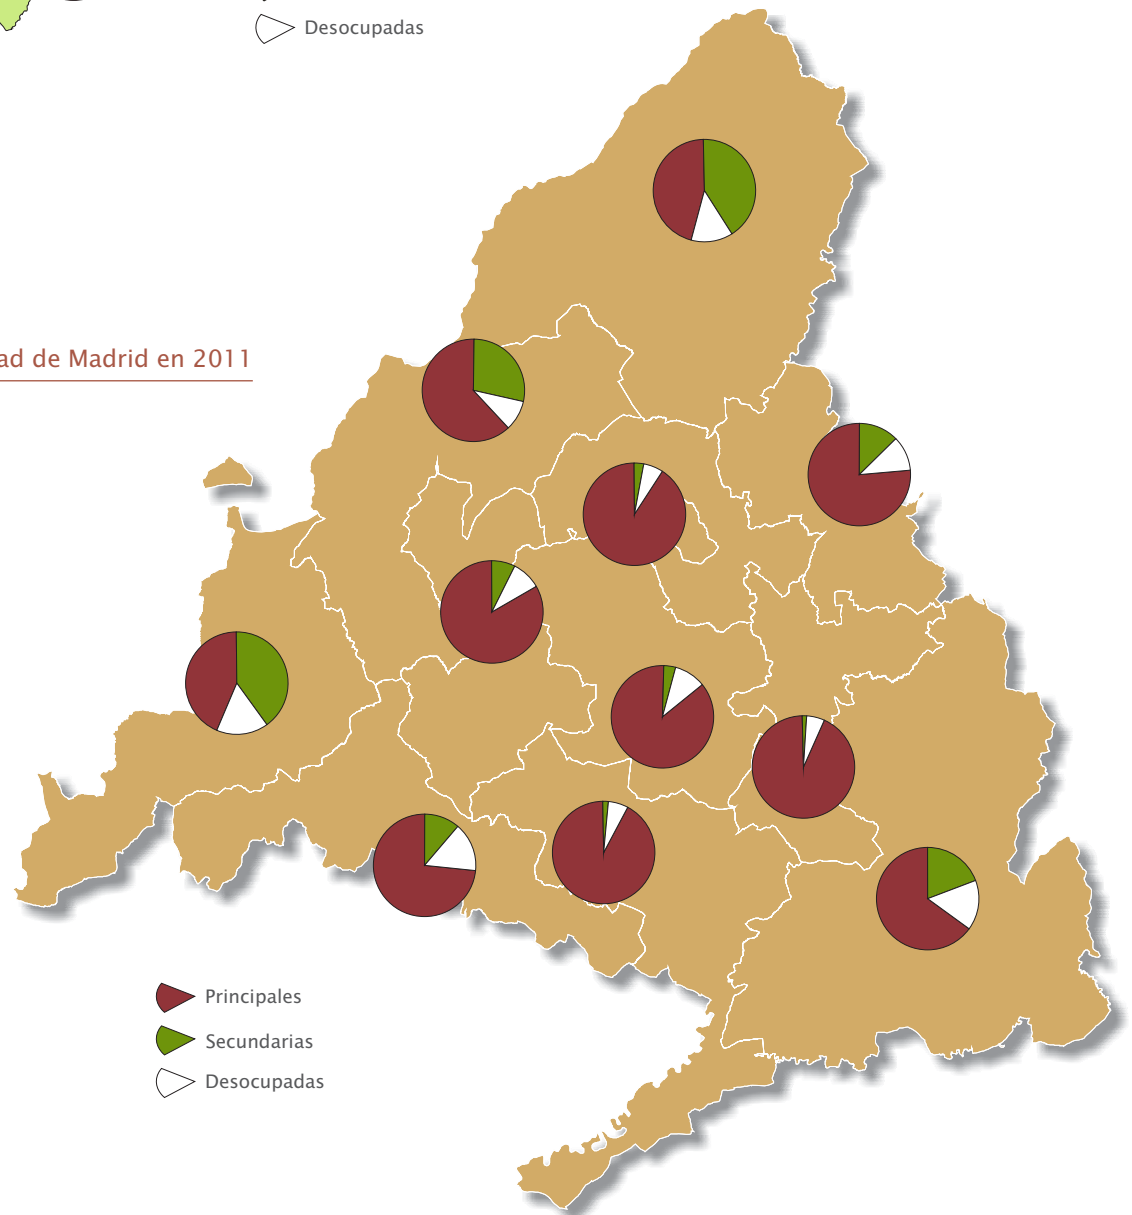 Desocupadas
ad de Madrid en 2011
Principales
Secundarias
Desocupadas